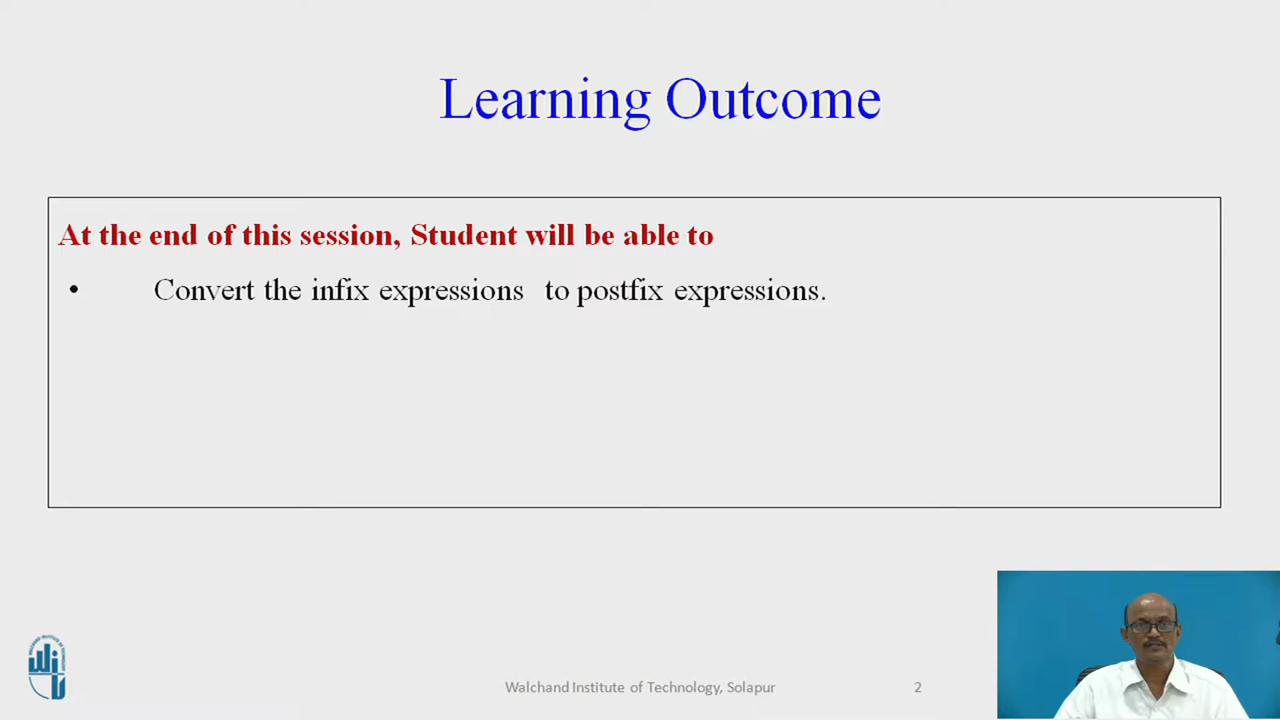 Learning Outcome
At the end of this session, Student will be able to
• Convert the infix expressions to postfix expressions.
Walchand Institute of Technology, Solapur 2